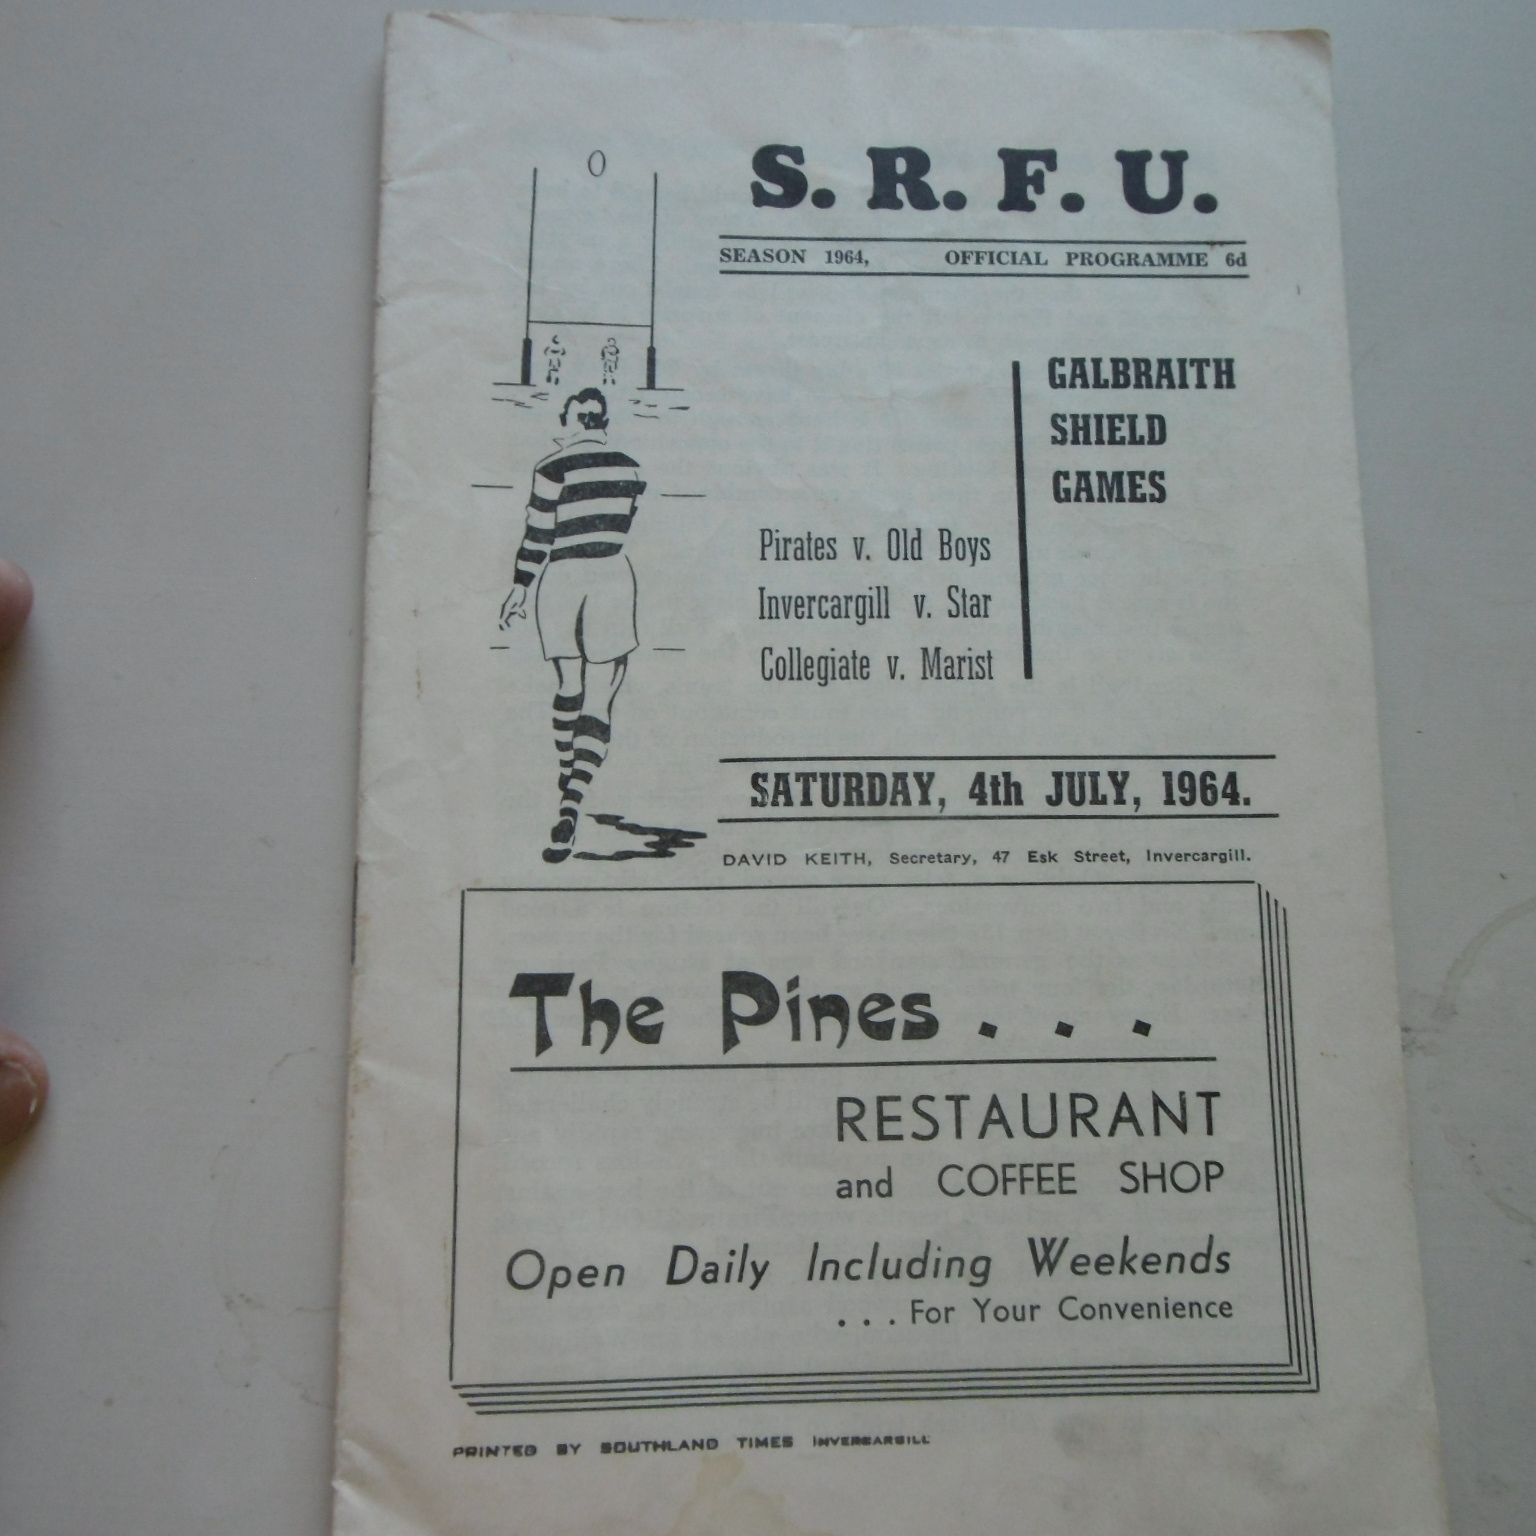 S. R. F. U.
SEASON 1964, OFFICIAL PROGRAMME 6d
GALBRAITH
SHIELD
GAMES
Pirates v. Old Boys
Invercargill v. Star
Collegiate v. Marist
SATURDAY, 4th JULY, 1964.
DAVID KEITH, Secretary, 47 Esk Street, Invercargill.
The Pines . . .
RESTAURANT
and COFFEE SHOP
Open Daily Including Weekends
. . . For Your Convenience
PRINTED BY SOUTHLAND TIMES INVERCARGILL